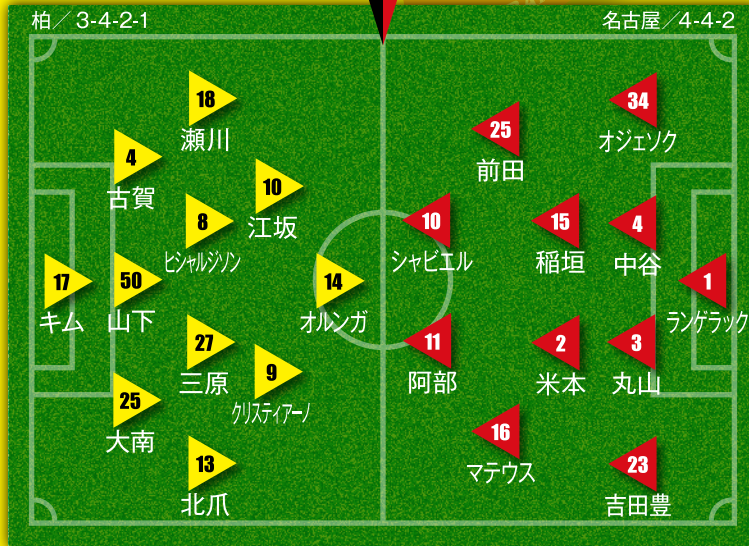 柏／3-4-2-1
名古屋／4-4-2
18
瀬川
4
古賀
10
江坂
8
ヒシャルジソン
17
キム
50
山下
14
オルンガ
27
三原
9
クリスティアーノ
25
大南
13
北爪
34
オジェソク
25
前田
10
シャビエル
15
稲垣
4
中谷
1
ランゲラック
11
阿部
2
米本
3
丸山
16
マテウス
23
吉田豊